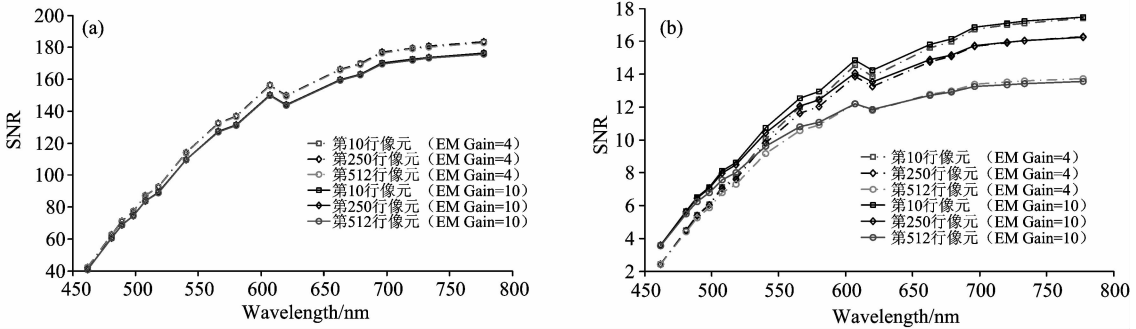 (a)
SNR
200
180
160
140
120
100
80
60
40
450 500 550 600 650 700 750 800
Wavelength/nm
第10行像元 （EM Gain=4）
第250行像元 （EM Gain=4）
第512行像元 （EM Gain=4）
第10行像元 （EM Gain=10）
第250行像元（EM Gain=10）
第512行像元（EM Gain=10）
(b)
SNR
18
16
14
12
10
8
6
4
2
450 500 550 600 650 700 750 800
Wavelength/nm
第10行像元 （EM Gain=4）
第250行像元 （EM Gain=4）
第512行像元 （EM Gain=4）
第10行像元 （EM Gain=10）
第250行像元（EM Gain=10）
第512行像元（EM Gain=10）